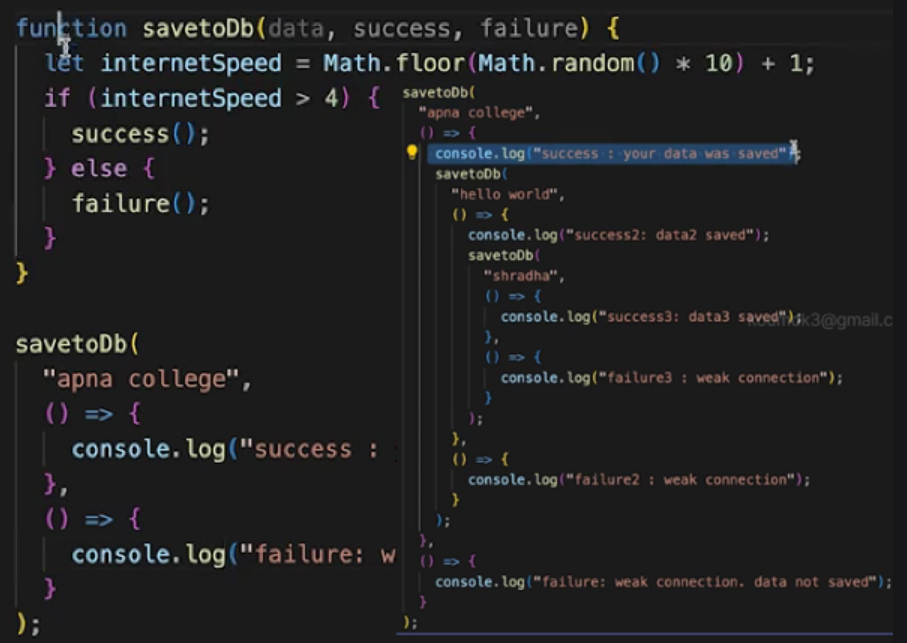 function savetoDb(data, success, failure) {
let internetSpeed = Math.floor(Math.random() * 10) + 1;
if (internetSpeed > 4) {
success();
} else {
failure();
}
}
savetoDb(
"apna college",
() => {
console.log("success :
},
() => {
console.log("failure: w
}
);
savetoDb(
"apna college",
() => {
console.log("success : your data was saved");
savetoDb(
"hello world",
() => {
console.log("success2: data2 saved");
savetoDb(
"shradha",
() => {
console.log("success3: data3 saved");
},
() => {
console.log("failure3 : weak connection");
}
);
},
() => {
console.log("failure2 : weak connection");
}
);
},
() => {
console.log("failure: weak connection. data not saved");
}
);